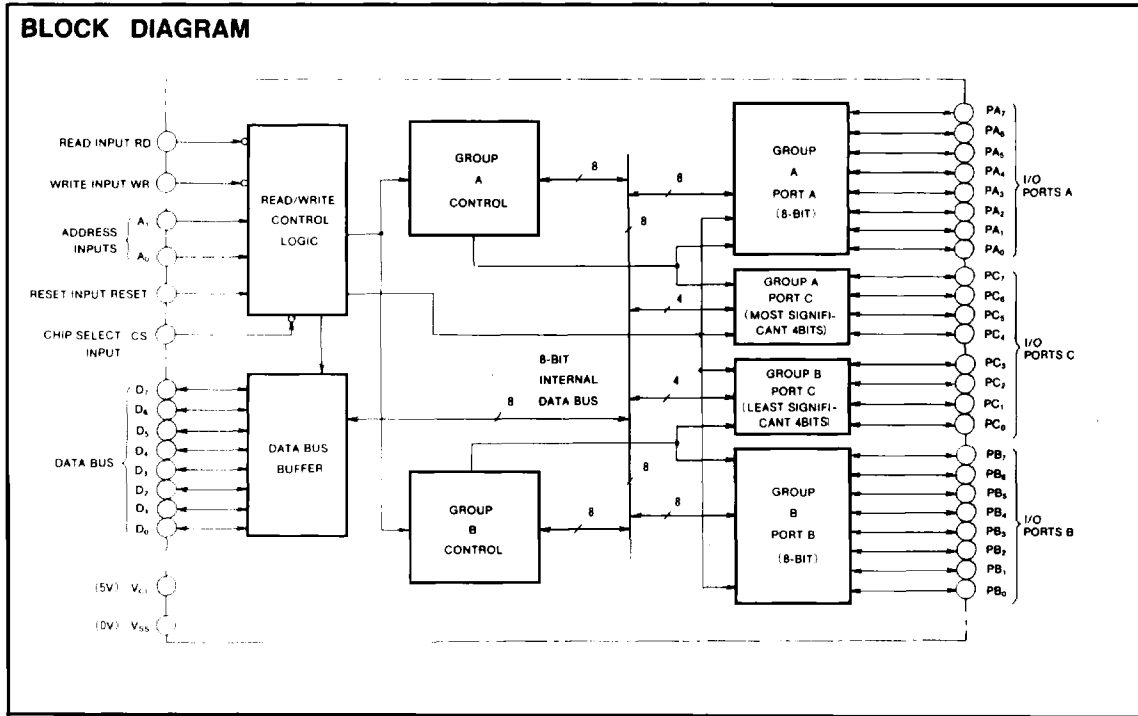 BLOCK DIAGRAM
READ INPUT RD
WRITE INPUT WR
ADDRESS
INPUTS
A₁
A₀
RESET INPUT RESET
CHIP SELECT CS
INPUT
READ/WRITE
CONTROL
LOGIC
DATA BUS
D₇
D₆
D₅
D₄
D₃
D₂
D₁
D₀
DATA BUS
BUFFER
(5V) 
(0V) VSS
GROUP
A
CONTROL
GROUP
B
CONTROL
8
8
8
8-BIT
INTERNAL
DATA BUS
8
4
4
8
8
8
GROUP
A
PORT A
(8-BIT)
GROUP A
PORT C
(MOST SIGNIFI-
CANT 4BITS)
GROUP B
PORT C
(LEAST SIGNIFI-
CANT 4BITS)
GROUP
B
PORT B
(8-BIT)
PA₇
PA₆
PA₅
PA₄
PA₃
PA₂
PA₁
PA₀
I/O
PORTS A
PC₇
PC₆
PC₅
PC₄
PC₃
PC₂
PC₁
PC₀
I/O
PORTS C
PB₇
PB₆
PB₅
PB₄
PB₃
PB₂
PB₁
PB₀
I/O
PORTS B